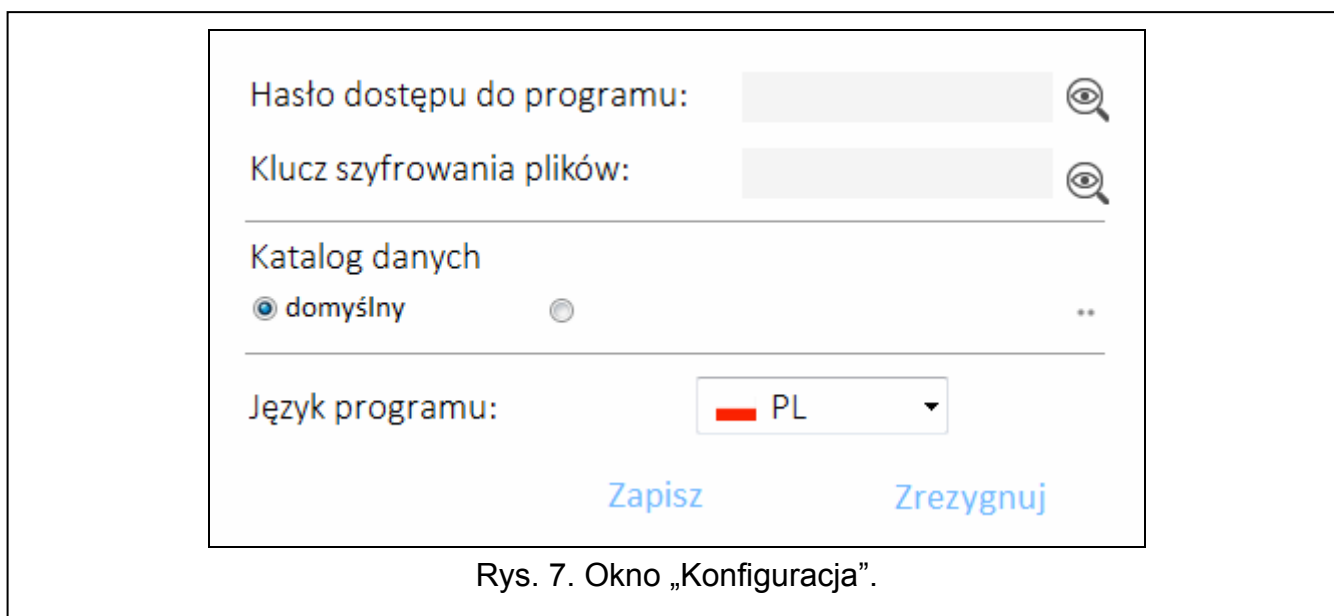 Hasło dostępu do programu:
Klucz szyfrowania plików:
Katalog danych
domyślny
..
Język programu: PL
Zapisz Zrezygnuj
Rys. 7. Okno „Konfiguracja”.